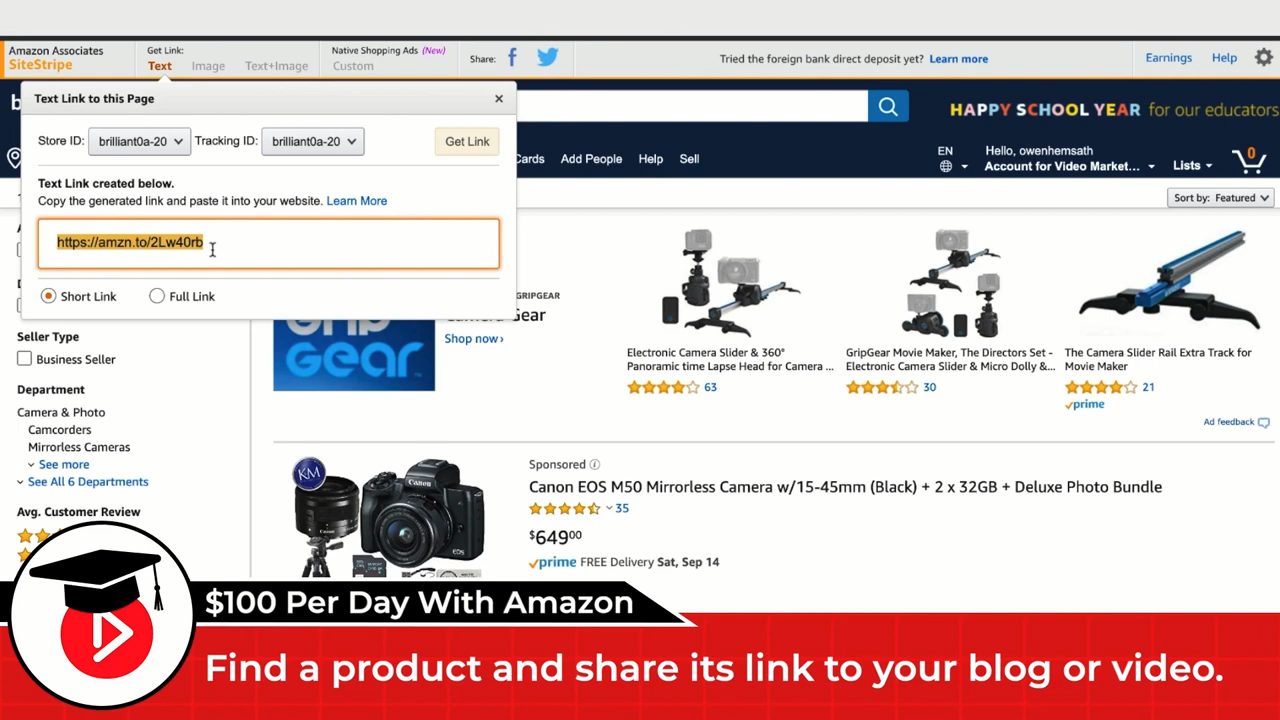 Amazon Associates
SiteStripe
Get Link:
Text Image Text+Image
Native Shopping Ads (New)
Custom
Share:
Tried the foreign bank direct deposit yet? Learn more
Earnings Help
Text Link to this Page
Store ID: brilliant0a-20 Tracking ID: brilliant0a-20 Get Link
Text Link created below.
Copy the generated link and paste it into your website. Learn More
https://amzn.to/2Lw40rb
Short Link Full Link
b
HAPPY SCHOOL YEAR for our educators
Cards Add People Help Sell
EN
Hello, owenhemsath
Account for Video Market...
Lists
0
Sort by: Featured
Seller Type
Business Seller
Department
Camera & Photo
Camcorders
Mirrorless Cameras
See more
See All 6 Departments
Avg. Customer Review
Grip
Gear
GRIPGEAR
Camera Gear
Shop now
Electronic Camera Slider & 360°
Panoramic time Lapse Head for Camera ...
63
GripGear Movie Maker, The Directors Set -
Electronic Camera Slider & Micro Dolly &...
30
The Camera Slider Rail Extra Track for
Movie Maker
21
prime
Ad feedback
Sponsored
Canon EOS M50 Mirrorless Camera w/15-45mm (Black) + 2 x 32GB + Deluxe Photo Bundle
35
$64900
prime FREE Delivery Sat, Sep 14
KM
Canon
EOS
$100 Per Day With Amazon
Find a product and share its link to your blog or video.